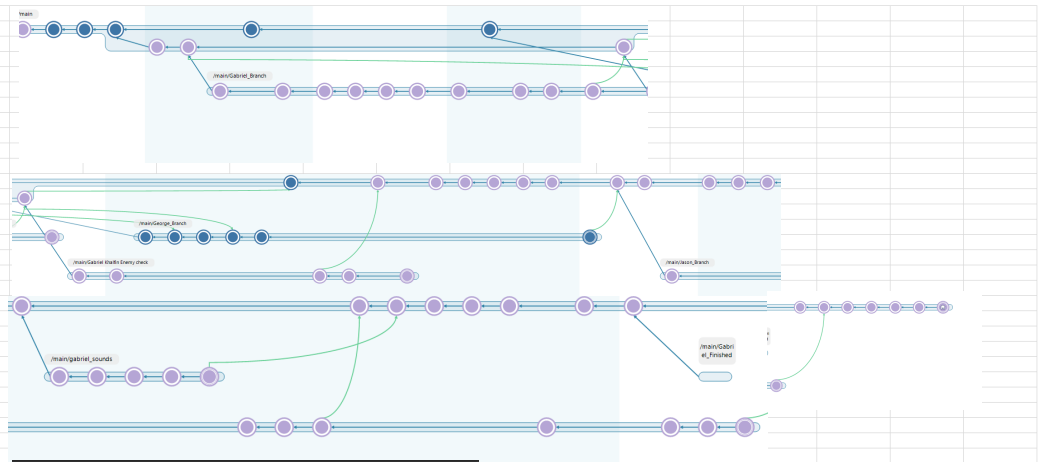 /main
/main/Gabriel_Branch
/main/George_Branch
/main/Gabriel Khaflin Enemy check
/main/Jason_Branch
/main/gabriel_sounds
/main/Gabri
el_Finished